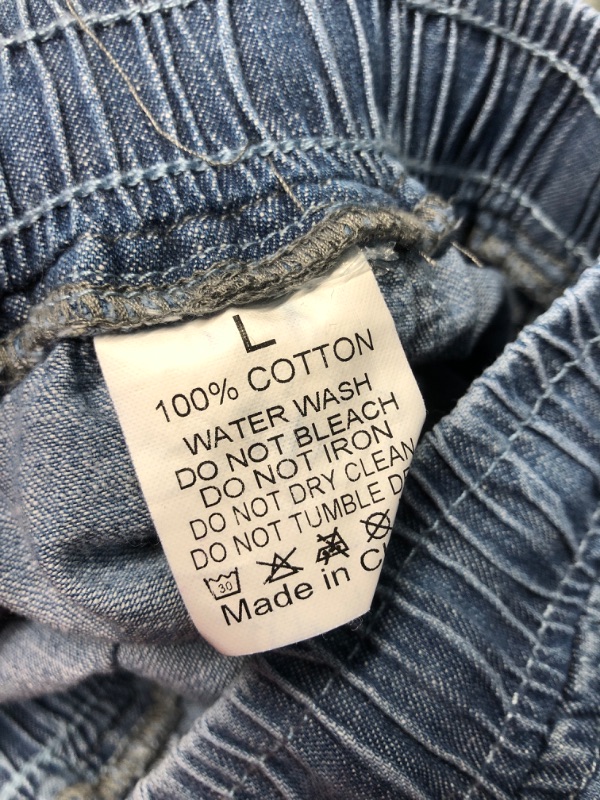 L
100% COTTON
WATER WASH
DO NOT BLEACH
DO NOT IRON
DO NOT DRY CLEAN
DO NOT TUMBLE
30
Made in